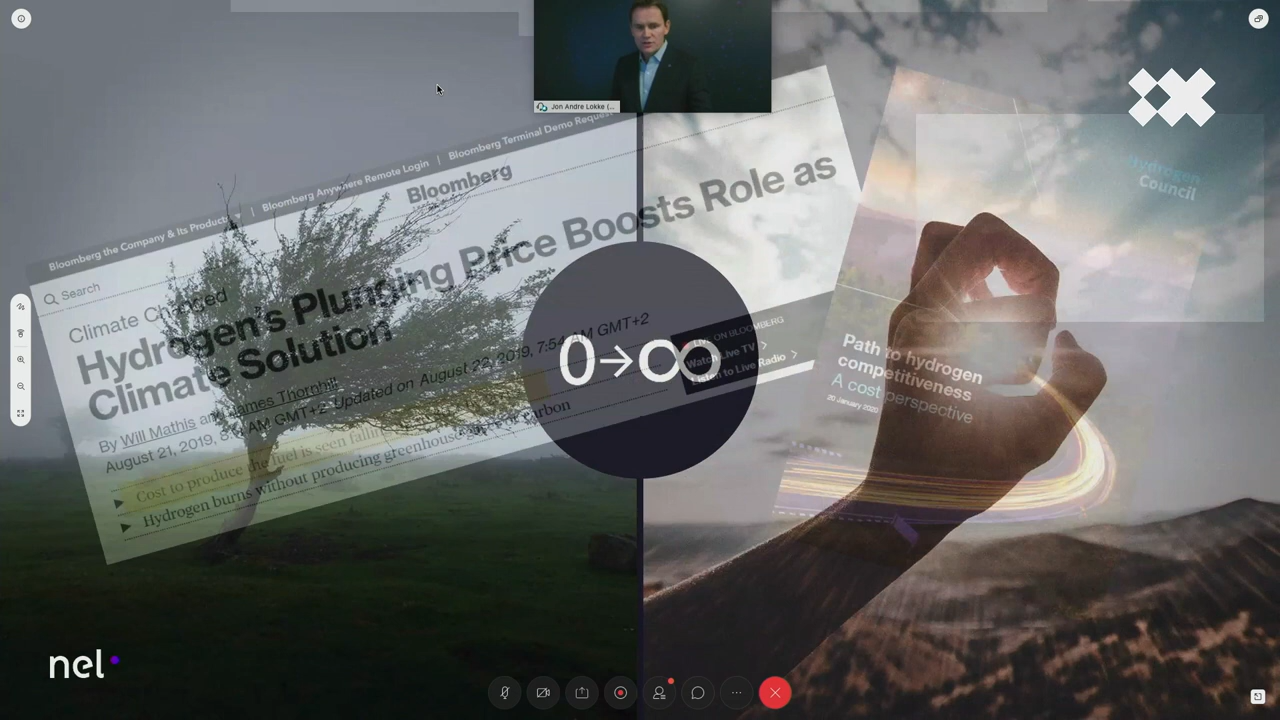 Jon Andre Lokke (...
Bloomberg the Company & Its Products | Bloomberg Anywhere Remote Login | Bloomberg Terminal Demo Request
Bloomberg
Search
Climate Changed
Hydrogen's Plunging Price Boosts Role as
Climate Solution
By Will Mathis and James Thornhill
August 21, 2019, AM GMT+2 Updated on August 22, 2019, 7:54 AM GMT+2
Cost to produce the fuel is seen falling
Hydrogen burns without producing greenhouse carbon
LIVE ON BLOOMBERG
Watch Live TV
Listen to Live Radio
0→∞
Hydrogen
Council
Path to hydrogen
competitiveness
A cost perspective
20 January 2020
nel